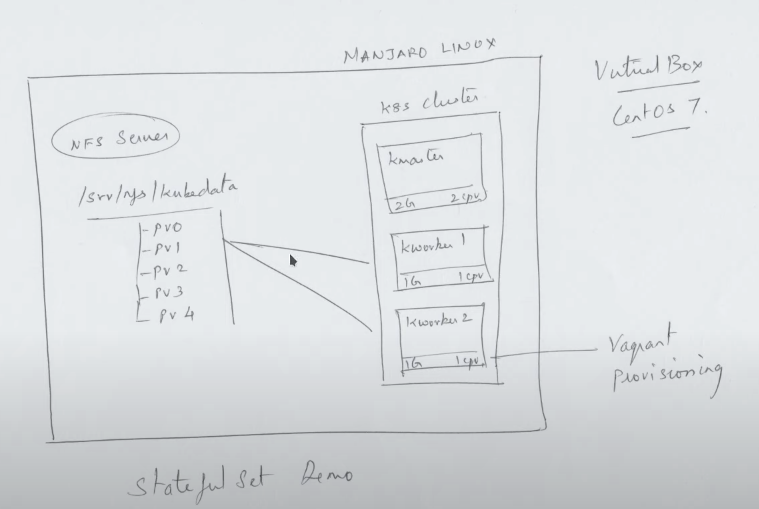 MANJARO LINUX
Virtual Box
CentOS 7.
NFS Server
/srv/nfs/kubedata
pv0
pv1
pv2
pv3
pv4
k8s cluster
kmaster
2G 2cpu
kworker 1
1G 1cpu
kworker 2
1G 1cpu
Vagrant
Provisioning
Stateful Set Demo